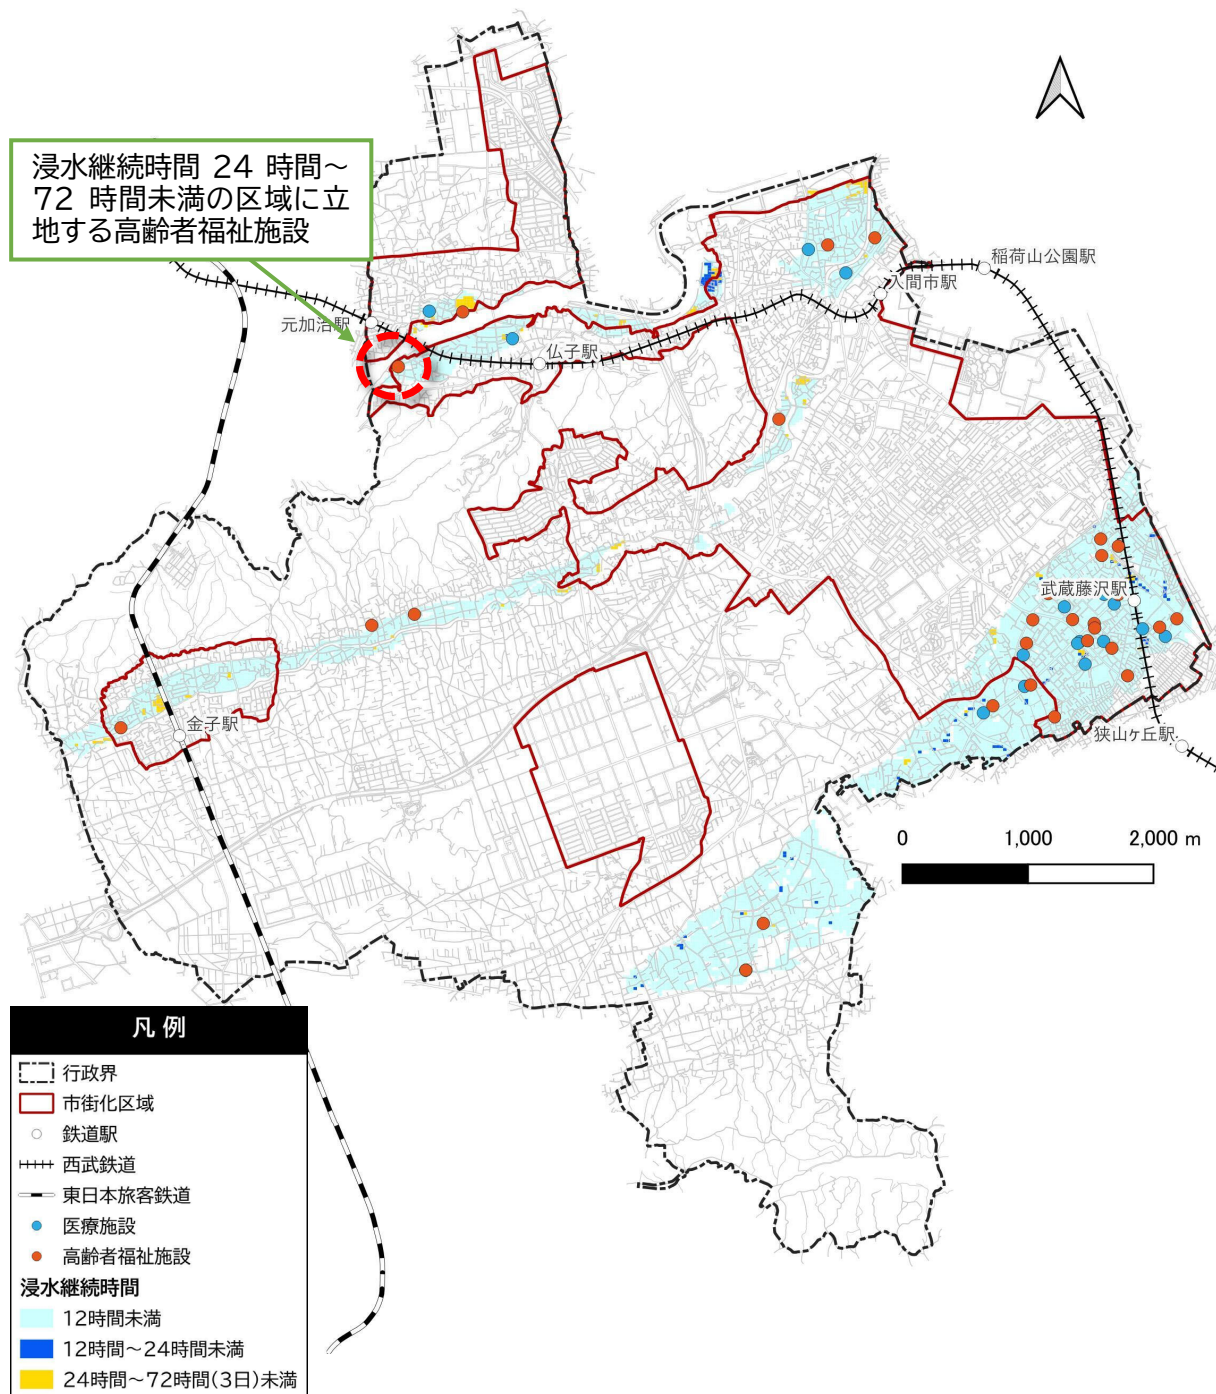 浸水継続時間 24 時間～
72 時間未満の区域に立
地する高齢者福祉施設
稲荷山公園駅
入間市駅
元加治駅
仏子駅
武蔵藤沢駅
金子駅
狭山ヶ丘駅
0 1,000 2,000 m
凡例
行政界
市街化区域
鉄道駅
西武鉄道
東日本旅客鉄道
医療施設
高齢者福祉施設
浸水継続時間
12時間未満
12時間～24時間未満
24時間～72時間(3日)未満